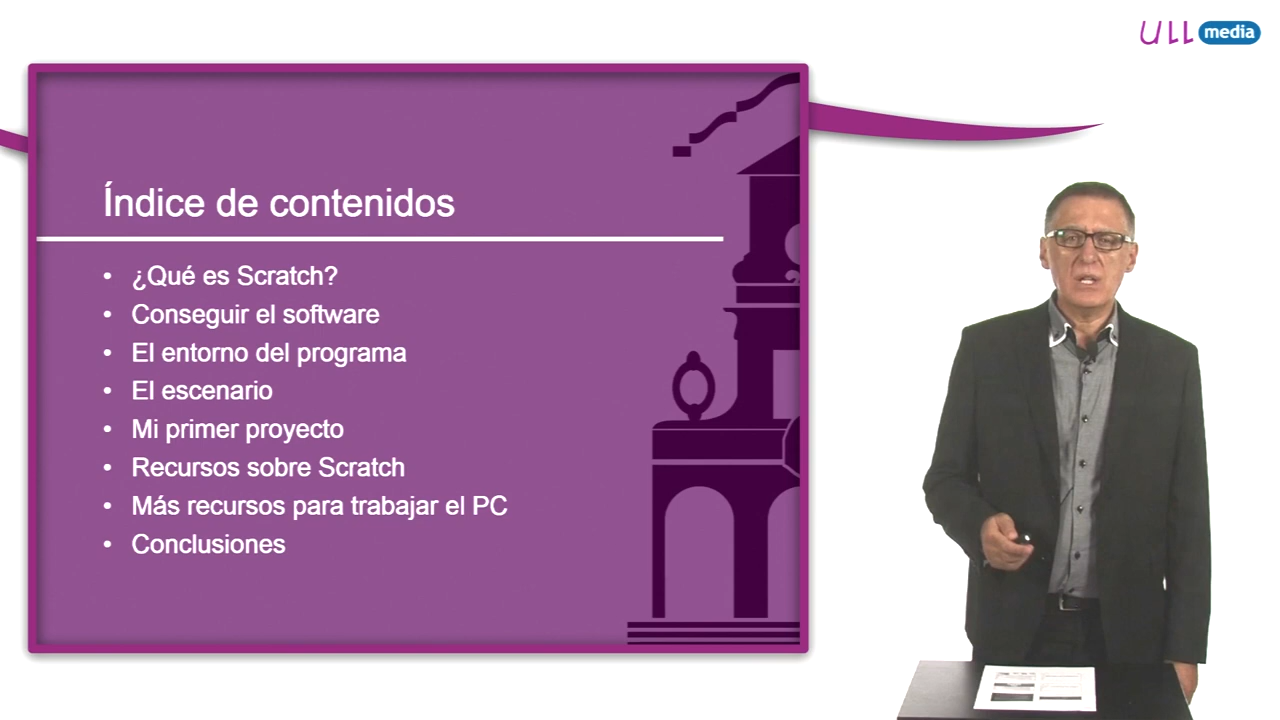 ULL media
Índice de contenidos
• ¿Qué es Scratch?
• Conseguir el software
• El entorno del programa
• El escenario
• Mi primer proyecto
• Recursos sobre Scratch
• Más recursos para trabajar el PC
• Conclusiones